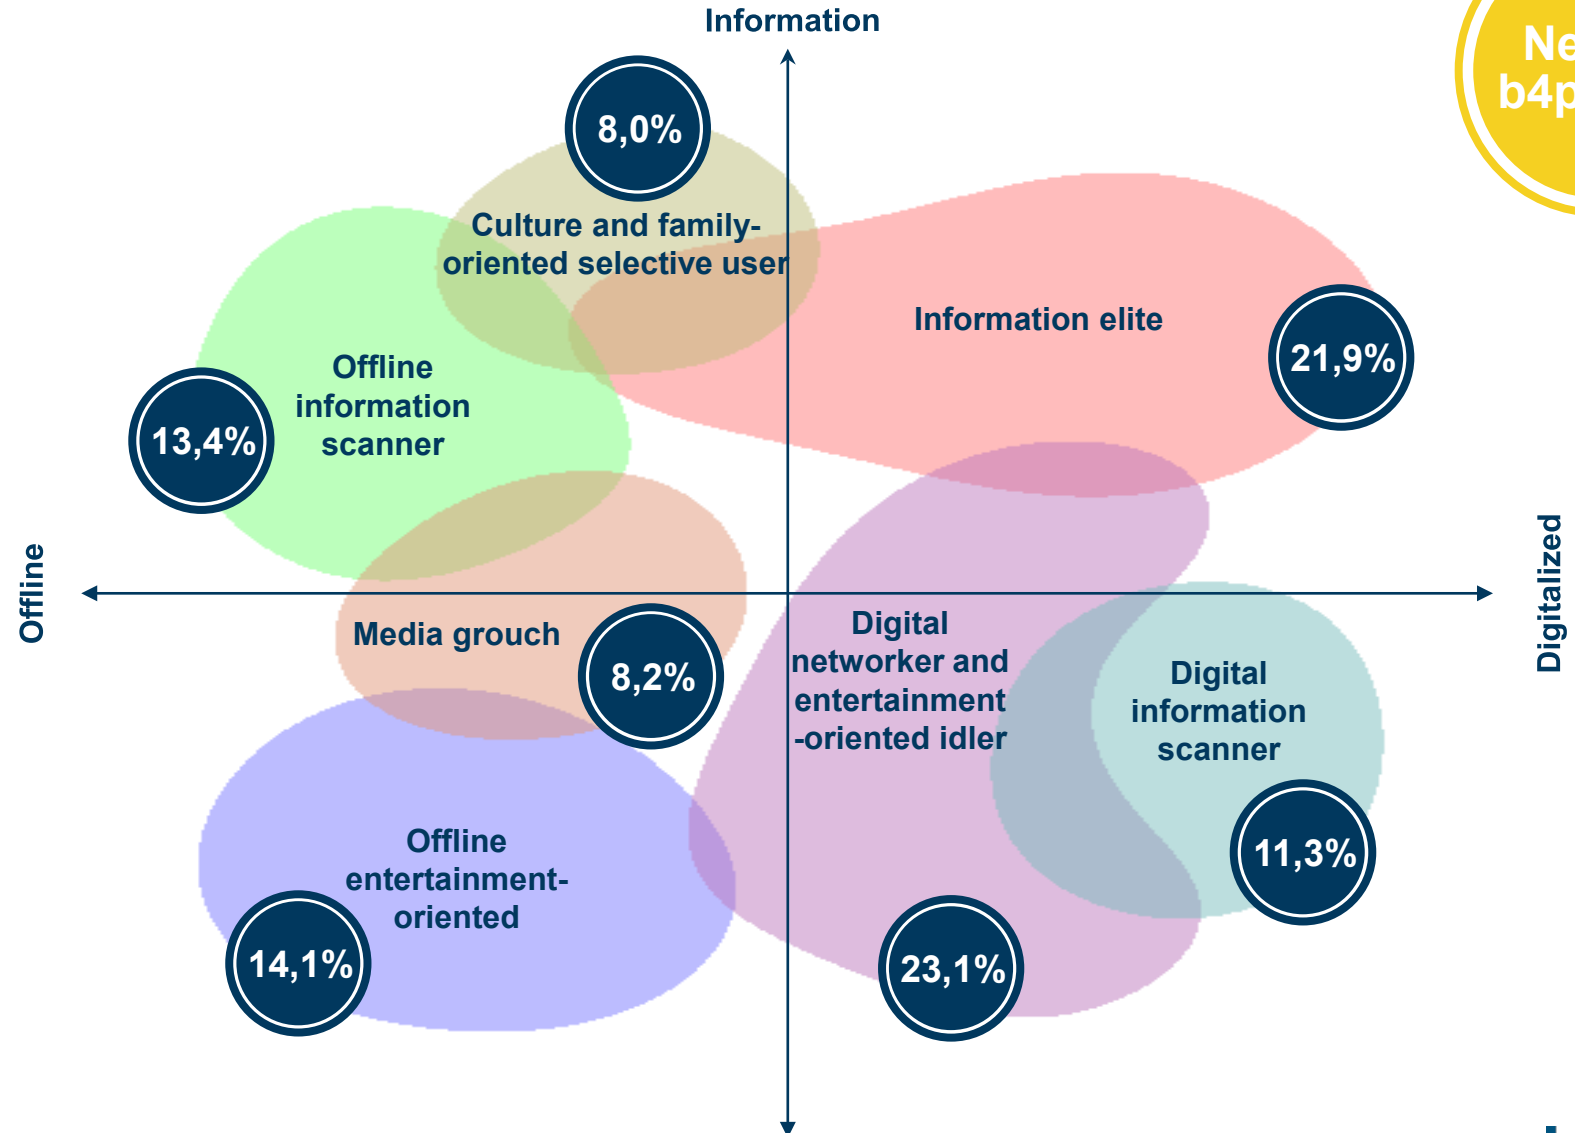 Information
8,0%
Culture and family-
oriented selective user
Information elite
21,9%
Offline
information
scanner
13,4%
Offline
Digitalized
Media grouch
8,2%
Digital
networker and
entertainment
-oriented idler
Digital
information
scanner
11,3%
Offline
entertainment-
oriented
14,1%
23,1%